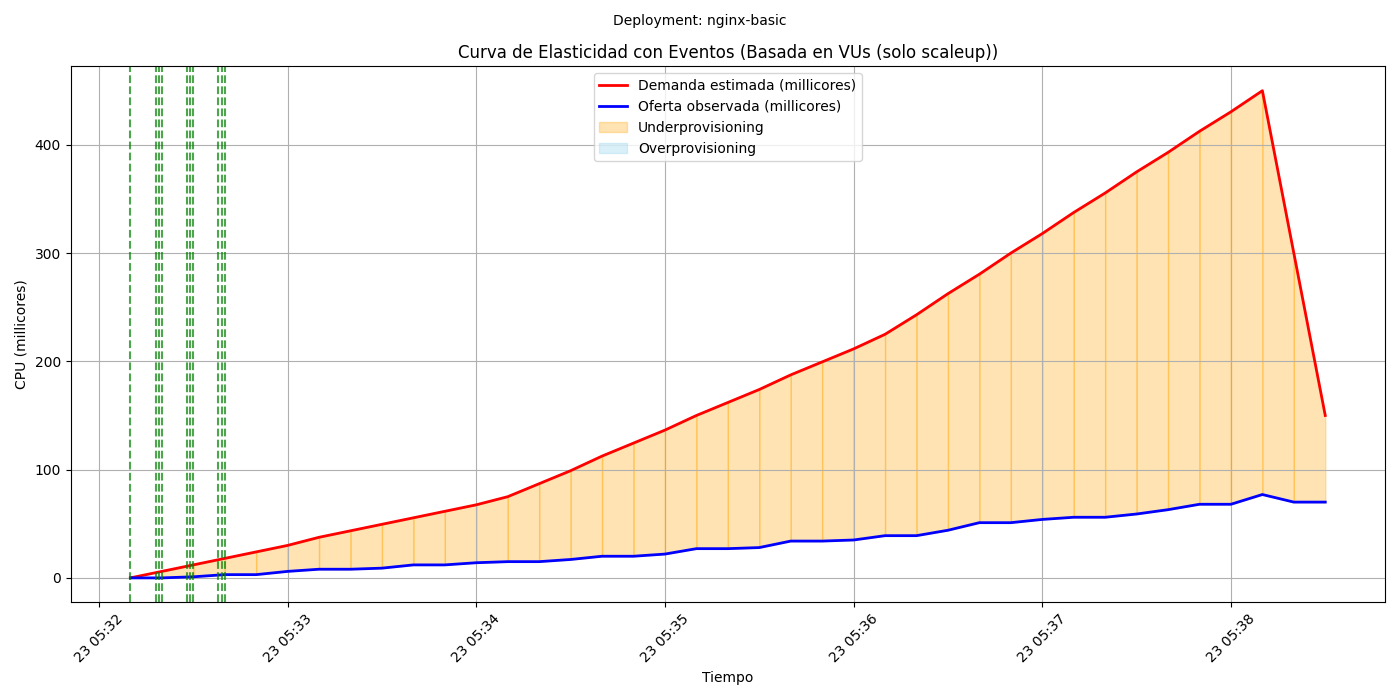 Deployment: nginx-basic
Curva de Elasticidad con Eventos (Basada en VUs (solo scaleup))
Demanda estimada (millicores)
Oferta observada (millicores)
Underprovisioning
Overprovisioning
CPU (millicores)
400
300
200
100
0
23 05:32
23 05:33
23 05:34
23 05:35
23 05:36
23 05:37
23 05:38
Tiempo